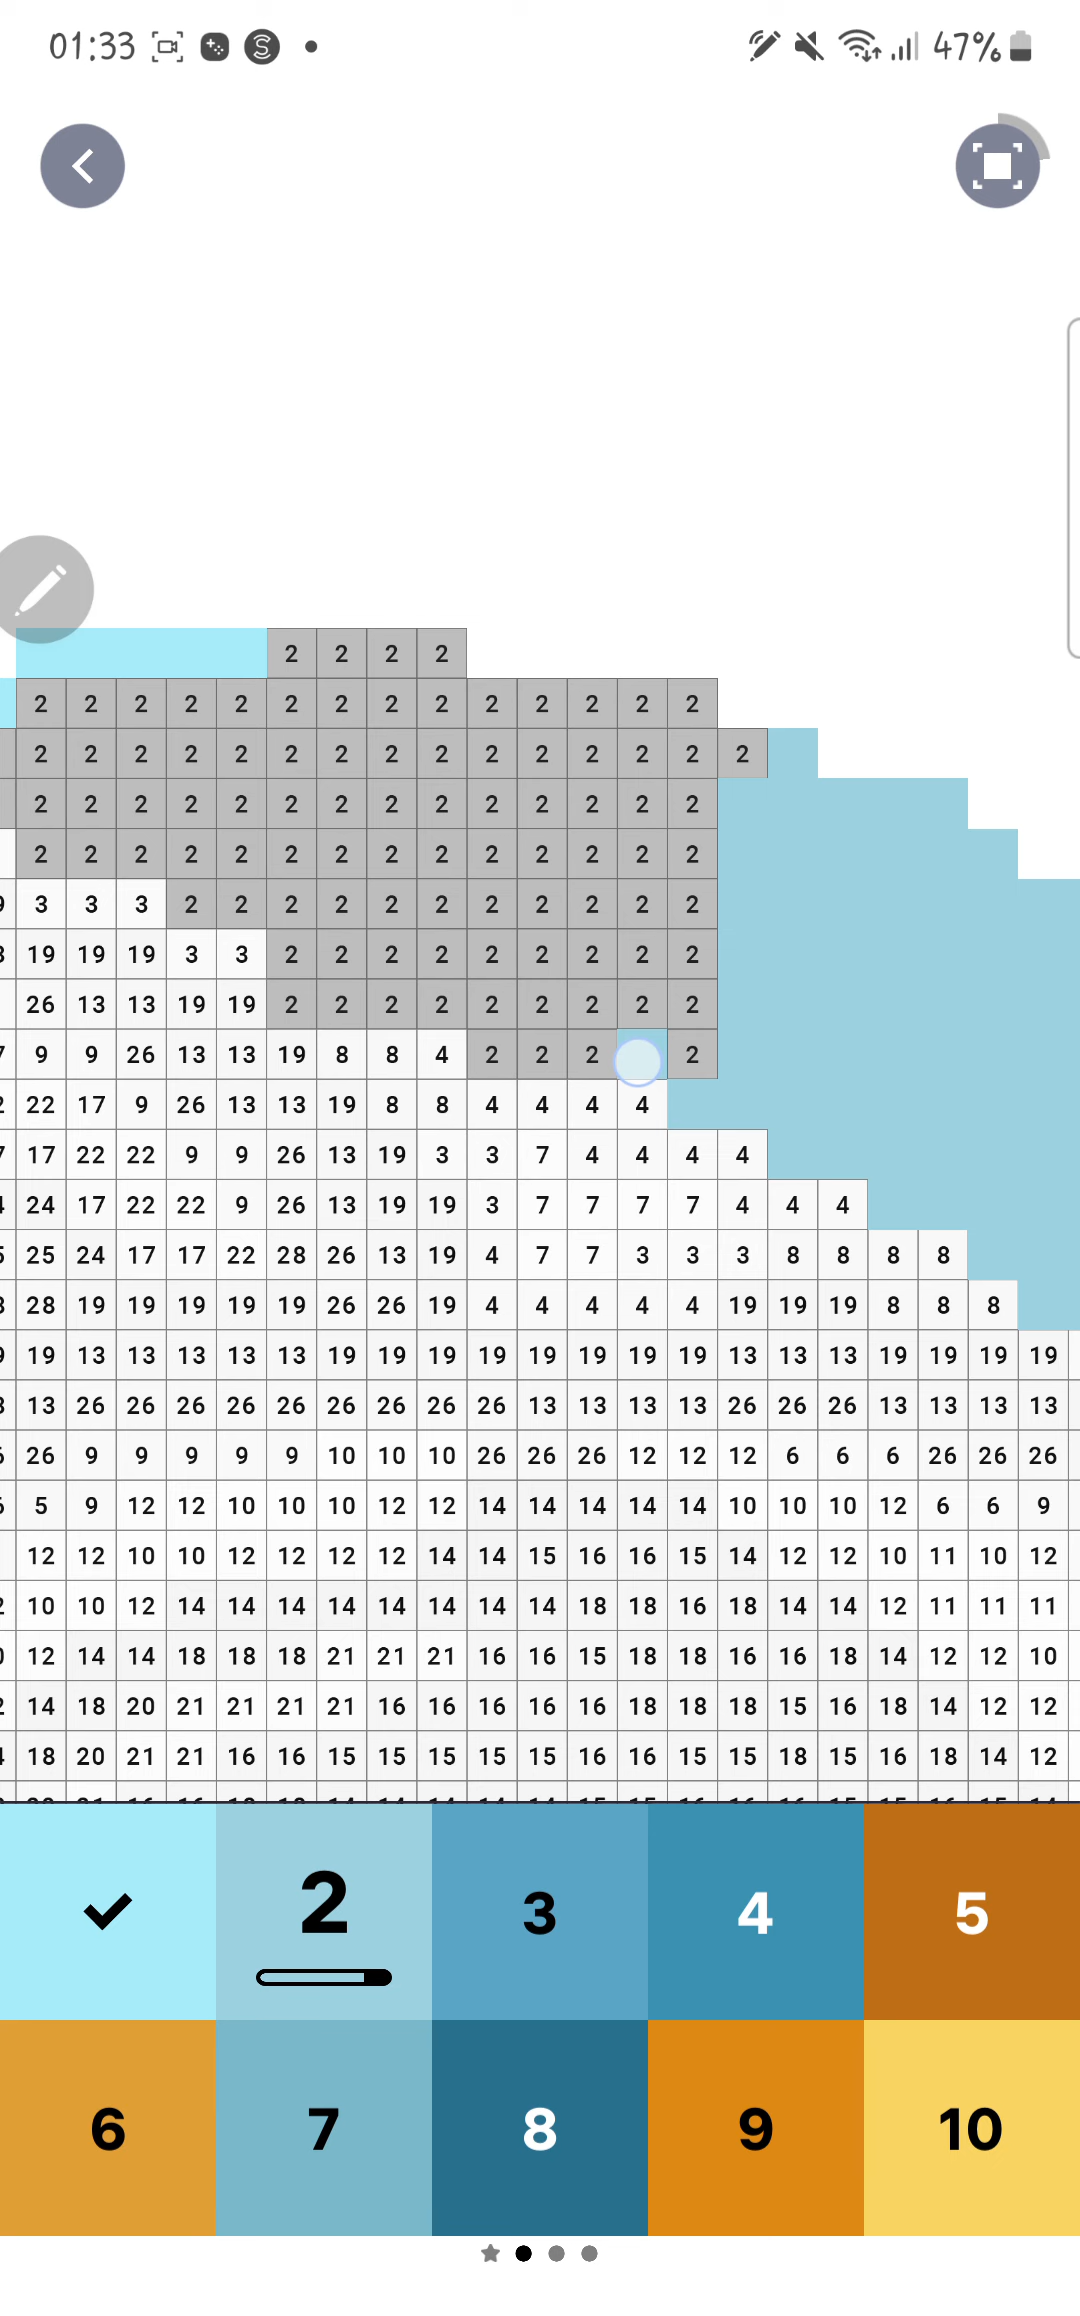 01:33 47%
2 2 2 2
2 2 2 2 2 2 2 2 2 2 2 2 2 2
2 2 2 2 2 2 2 2 2 2 2 2 2 2 2
2 2 2 2 2 2 2 2 2 2 2 2 2 2
2 2 2 2 2 2 2 2 2 2 2 2 2 2
3 3 3 2 2 2 2 2 2 2 2 2 2 2
19 19 19 3 3 2 2 2 2 2 2 2 2 2
26 13 13 19 19 2 2 2 2 2 2 2 2 2
9 9 26 13 13 19 8 8 4 2 2 2 2
22 17 9 26 13 13 19 8 8 4 4 4 4
17 22 22 9 9 26 13 19 3 3 7 4 4 4 4
24 17 22 22 9 26 13 19 19 3 7 7 7 7 4 4 4
25 24 17 17 22 28 26 13 19 4 7 7 3 3 3 8 8 8 8
28 19 19 19 19 19 26 26 19 4 4 4 4 4 19 19 19 8 8 8
19 13 13 13 13 13 19 19 19 19 19 19 19 19 13 13 13 19 19 19 19
13 26 26 26 26 26 26 26 26 26 13 13 13 13 26 26 26 13 13 13 13
26 9 9 9 9 9 10 10 10 26 26 26 12 12 12 6 6 6 26 26 26
5 9 12 12 10 10 10 12 12 14 14 14 14 14 10 10 10 12 6 6 9
12 12 10 10 12 12 12 12 14 14 15 16 16 15 14 12 12 10 11 10 12
10 10 12 14 14 14 14 14 14 14 14 18 18 16 18 14 14 12 11 11 11
12 14 14 18 18 18 21 21 21 16 16 15 18 18 16 16 18 14 12 12 10
14 18 20 21 21 21 21 16 16 16 16 16 18 18 18 15 16 18 14 12 12
18 20 21 21 16 16 15 15 15 15 15 16 16 15 15 18 15 16 18 14 12
2 3 4 5
6 7 8 9 10